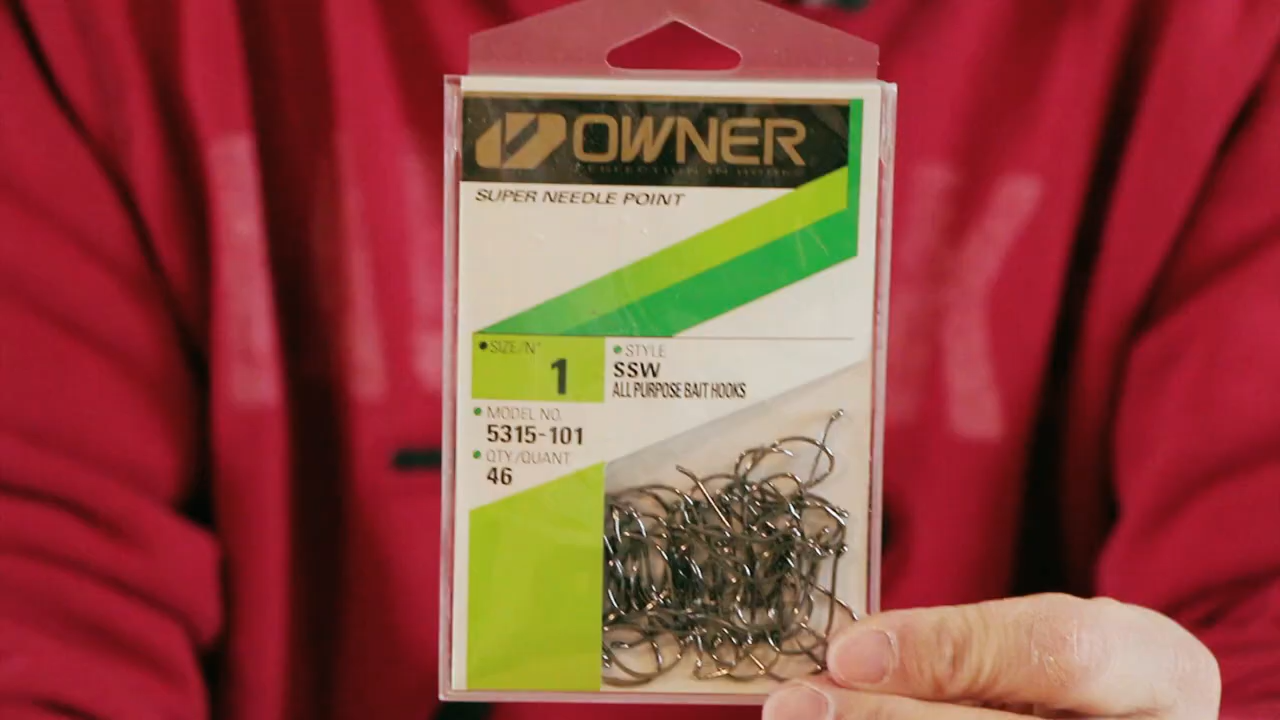 OWNER
SUPER NEEDLE POINT
SIZE/N°
1
STYLE
SSW
ALL PURPOSE BAIT HOOKS
MODEL NO.
5315-101
QTY./QUANT.
46